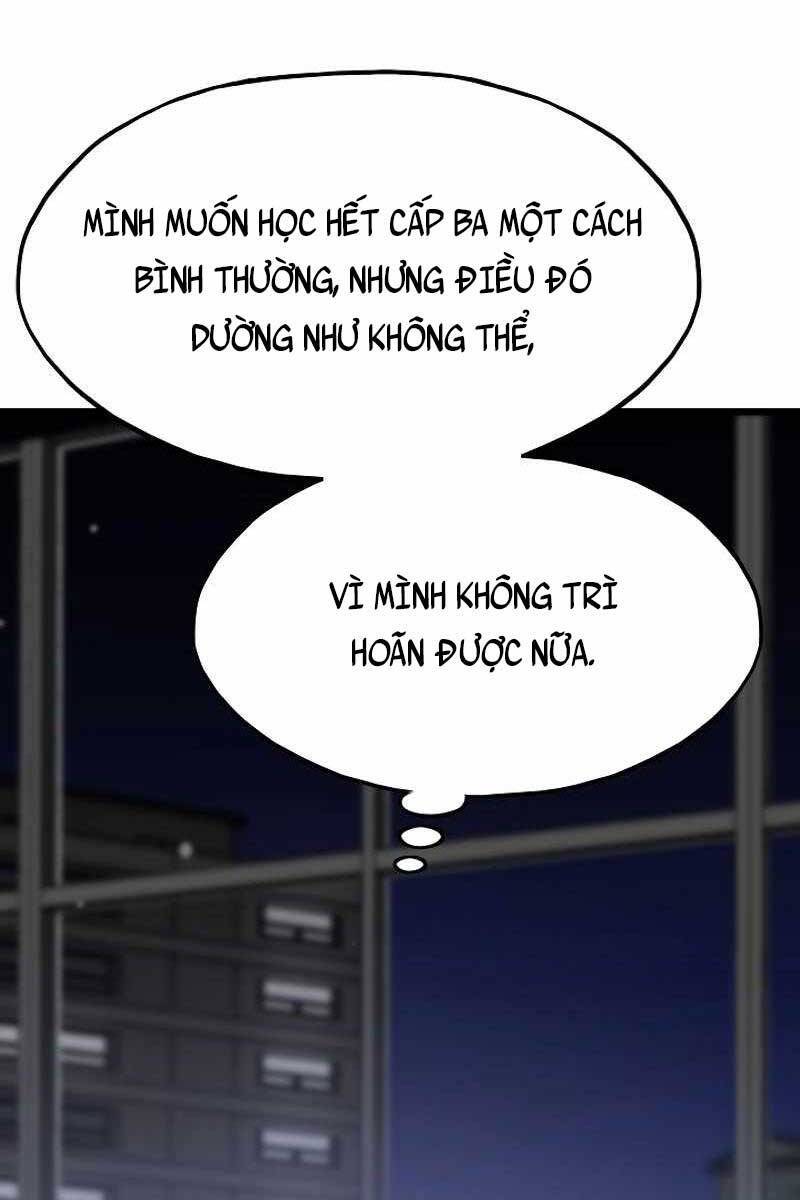 MÌNH MUỐN HỌC HẾT CẤP BA MỘT CÁCH
BÌNH THƯỜNG, NHƯNG ĐIỀU ĐÓ
DƯỜNG NHƯ KHÔNG THỂ,
VÌ MÌNH KHÔNG TRÌ
HOÃN ĐƯỢC NỮA.